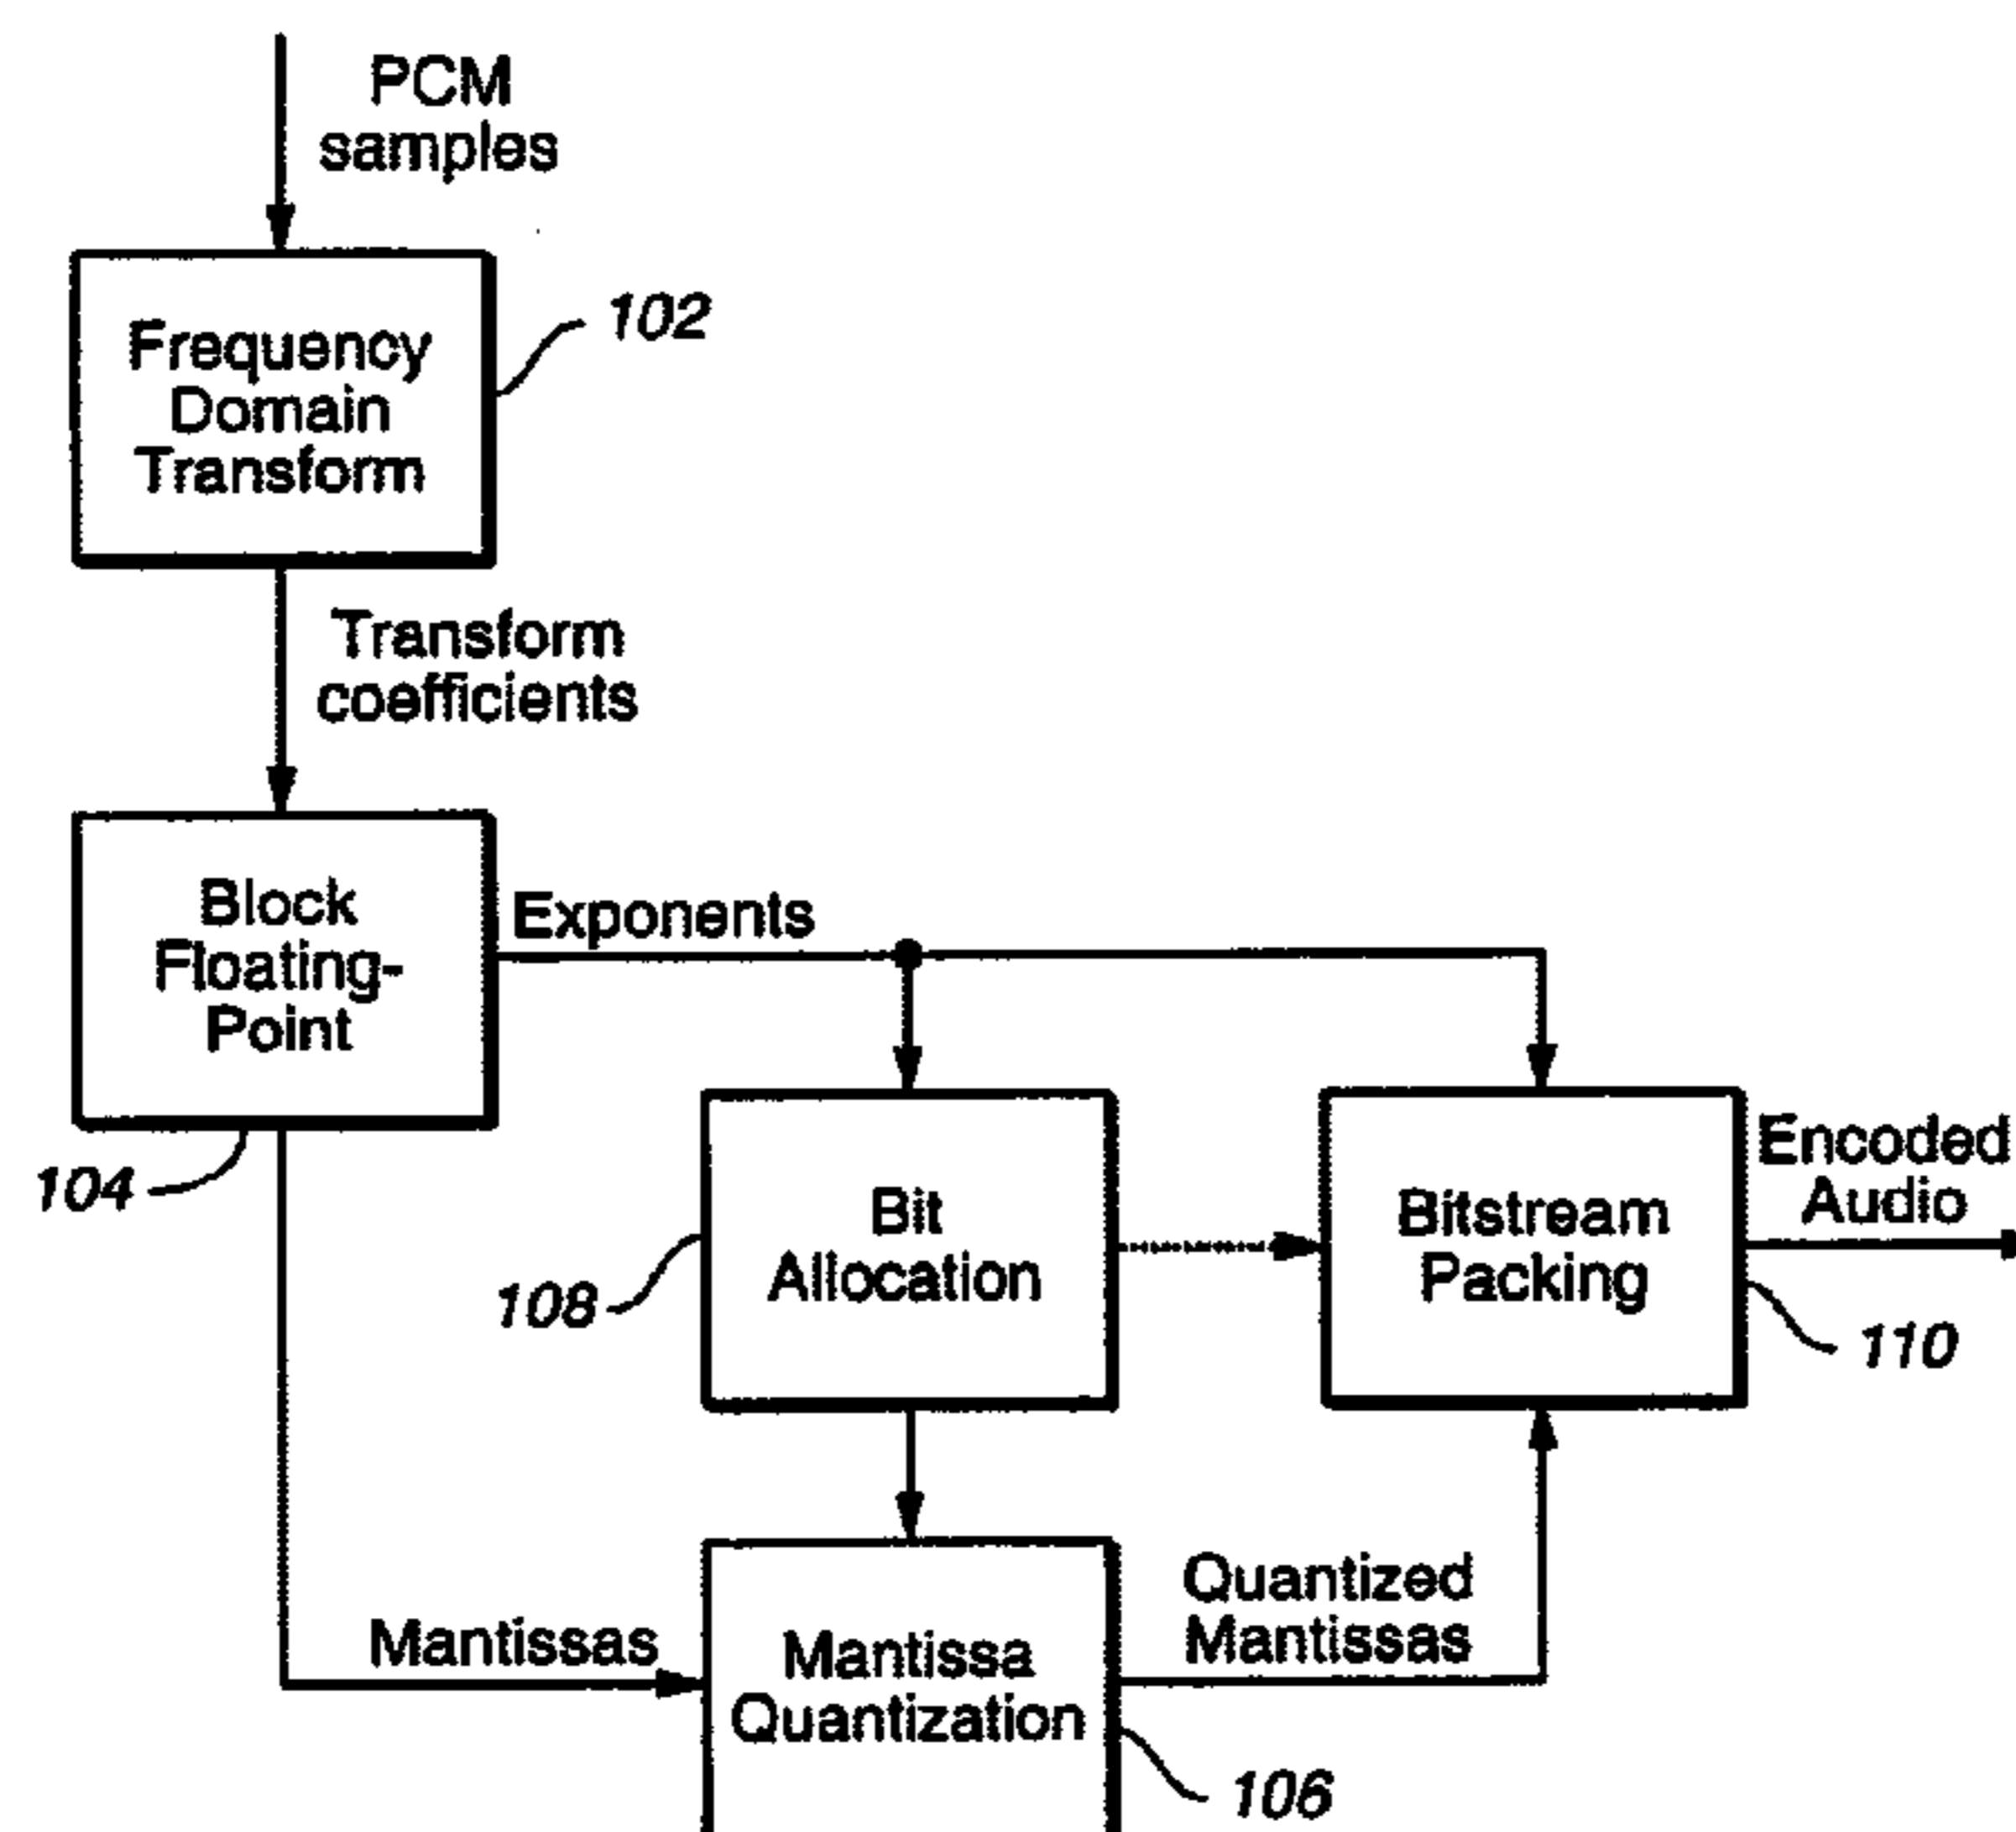 PCM
samples
Frequency
Domain
Transform
102
Transform
coefficients
Block
Floating-
Point
Exponents
104
Bit
Allocation
108
Bitstream
Packing
Encoded
Audio
110
Mantissas
Mantissa
Quantization
Quantized
Mantissas
106